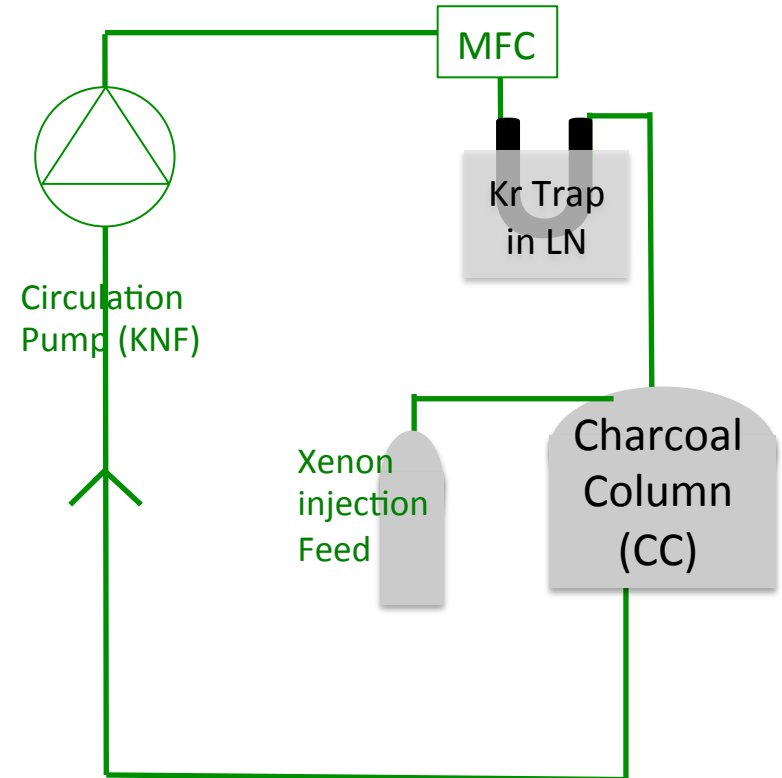 MFC
Kr Trap
in LN
Circulation
Pump (KNF)
Xenon
injection
Feed
Charcoal
Column
(CC)